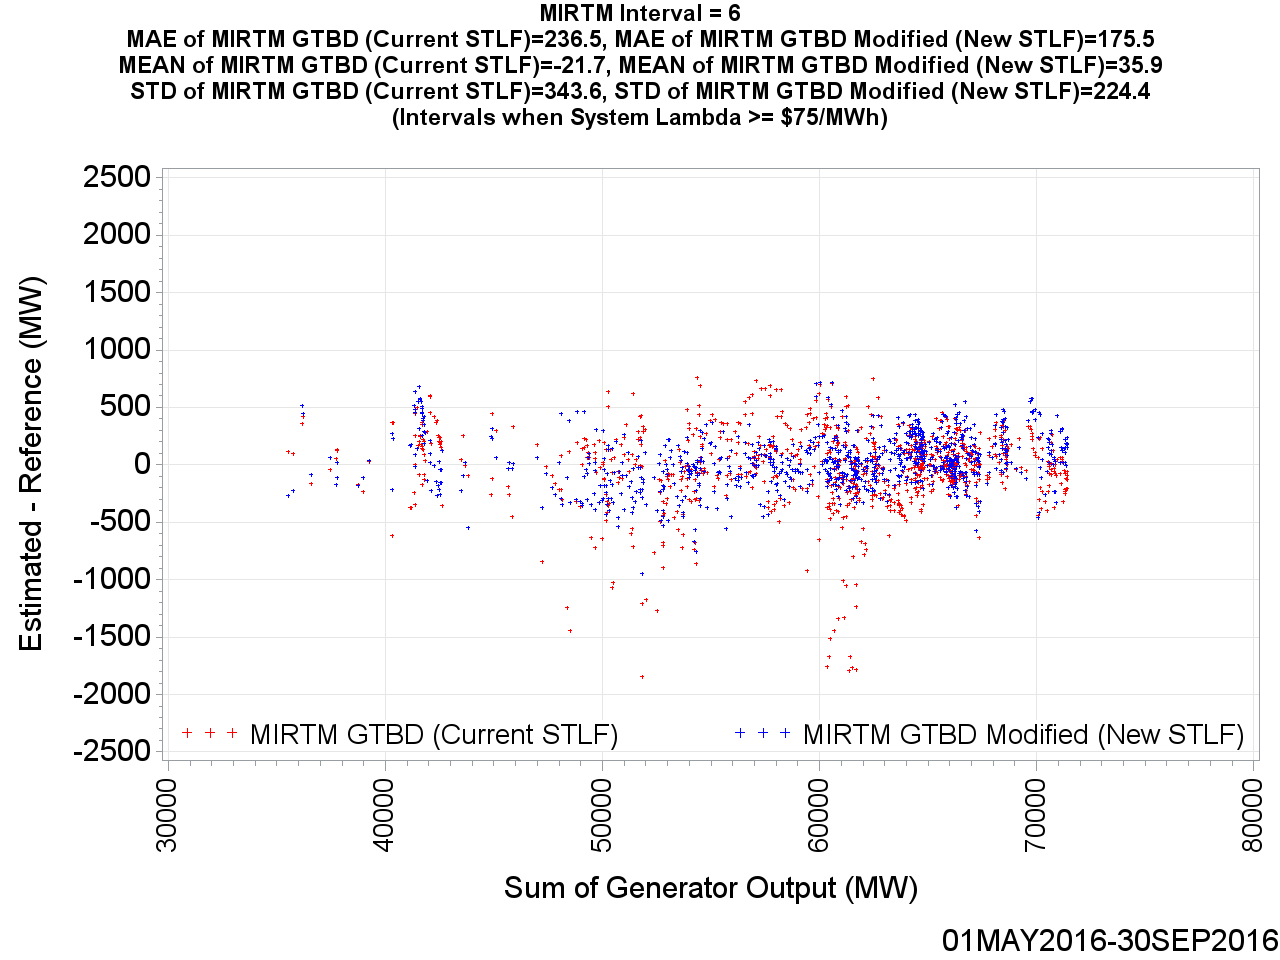 MIRTM Interval = 6
MAE of MIRTM GTBD (Current STLF)=236.5, MAE of MIRTM GTBD Modified (New STLF)=175.5
MEAN of MIRTM GTBD (Current STLF)=-21.7, MEAN of MIRTM GTBD Modified (New STLF)=35.9
STD of MIRTM GTBD (Current STLF)=343.6, STD of MIRTM GTBD Modified (New STLF)=224.4
(Intervals when System Lambda >= $75/MWh)
Estimated - Reference (MW)
2500
2000
1500
1000
500
0
-500
-1000
-1500
-2000
-2500
MIRTM GTBD (Current STLF)
MIRTM GTBD Modified (New STLF)
30000
40000
50000
60000
70000
80000
Sum of Generator Output (MW)
01MAY2016-30SEP2016